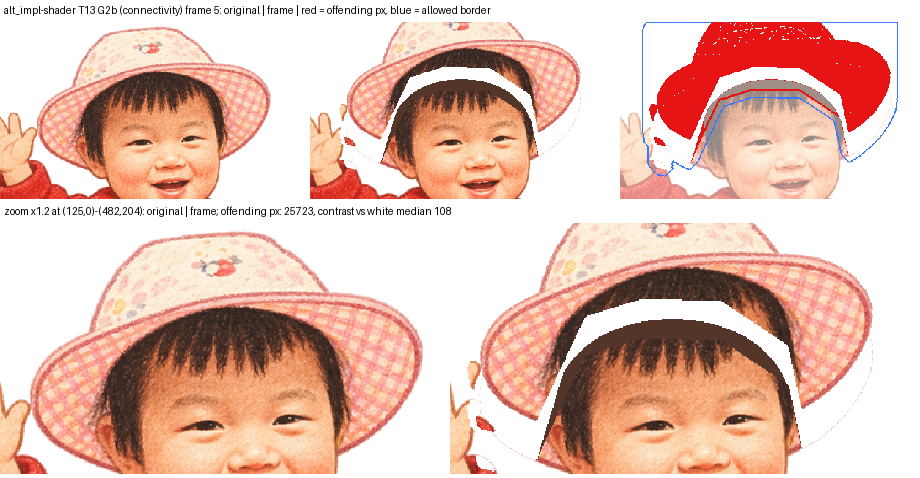 alt_impl-shader T13 G2b (connectivity) frame 5: original | frame | red = offending px, blue = allowed border
zoom x1.2 at (125,0)-(482,204): original | frame; offending px: 25723, contrast vs white median 108